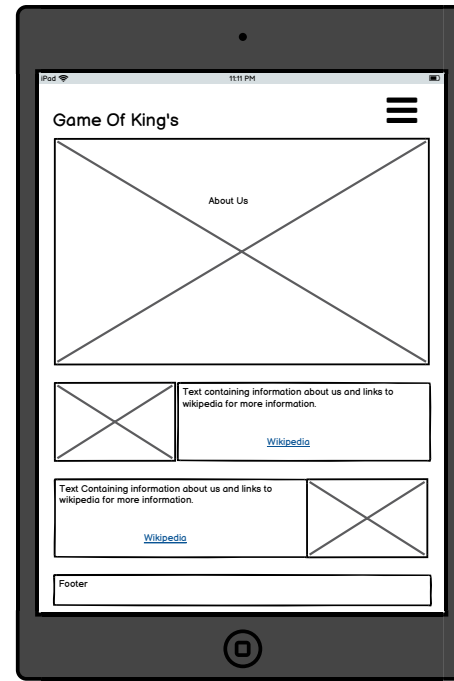 iPad 11:11 PM
Game Of King's
About Us
Text containing information about us and links to
wikipedia for more information.
Wikipedia
Text Containing information about us and links to
wikipedia for more information.
Wikipedia
Footer